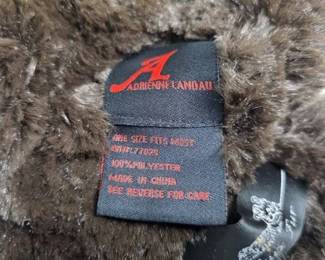 A
ADRIENNE LANDAU
ONE SIZE FITS MOST
100%POLYESTER
MADE IN CHINA
SEE REVERSE FOR CARE